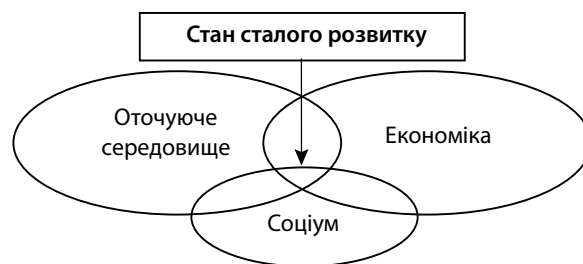 Стан сталого розвитку
Оточуюче
середовище
Економіка
Соціум